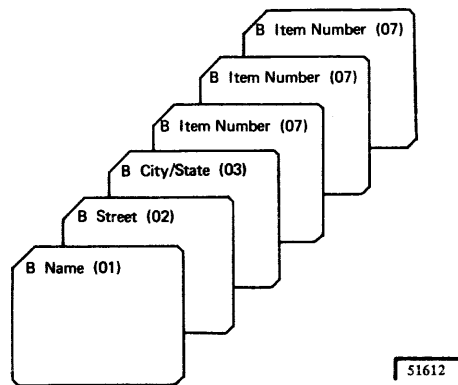 B Item Number (07)
B Item Number (07)
B Item Number (07)
B City/State (03)
B Street (02)
B Name (01)
51612